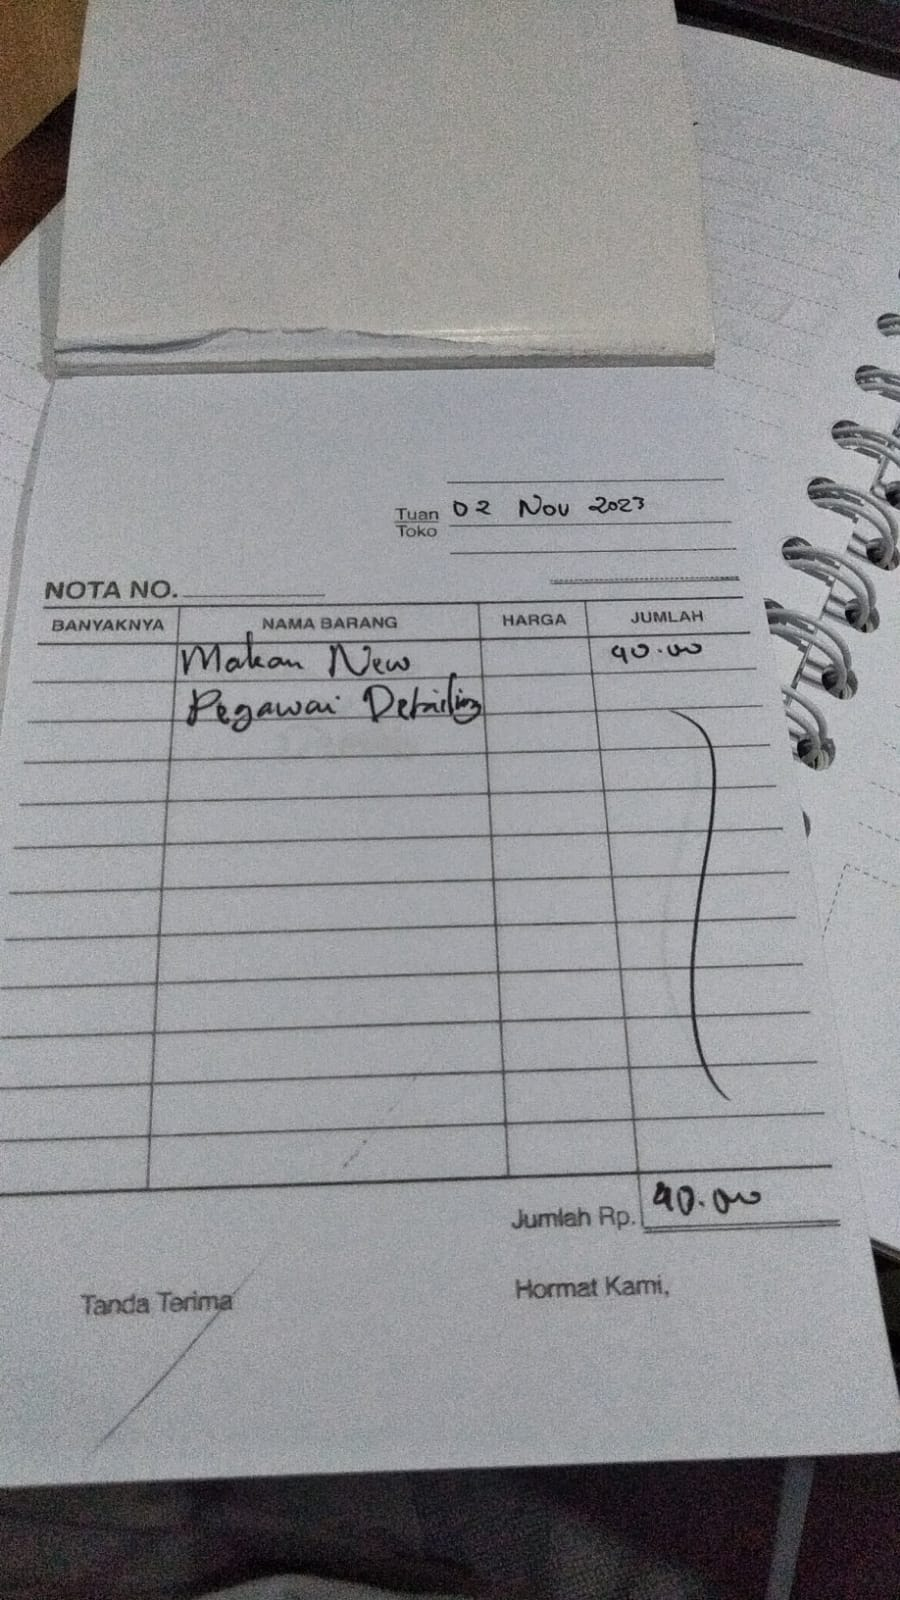 Tuan 02 Nov 2023
Toko
NOTA NO.
BANYAKNYA NAMA BARANG HARGA JUMLAH
Makan New 90.00
Pegawai Detailing
Jumlah Rp. 90.00
Tanda Terima Hormat Kami,